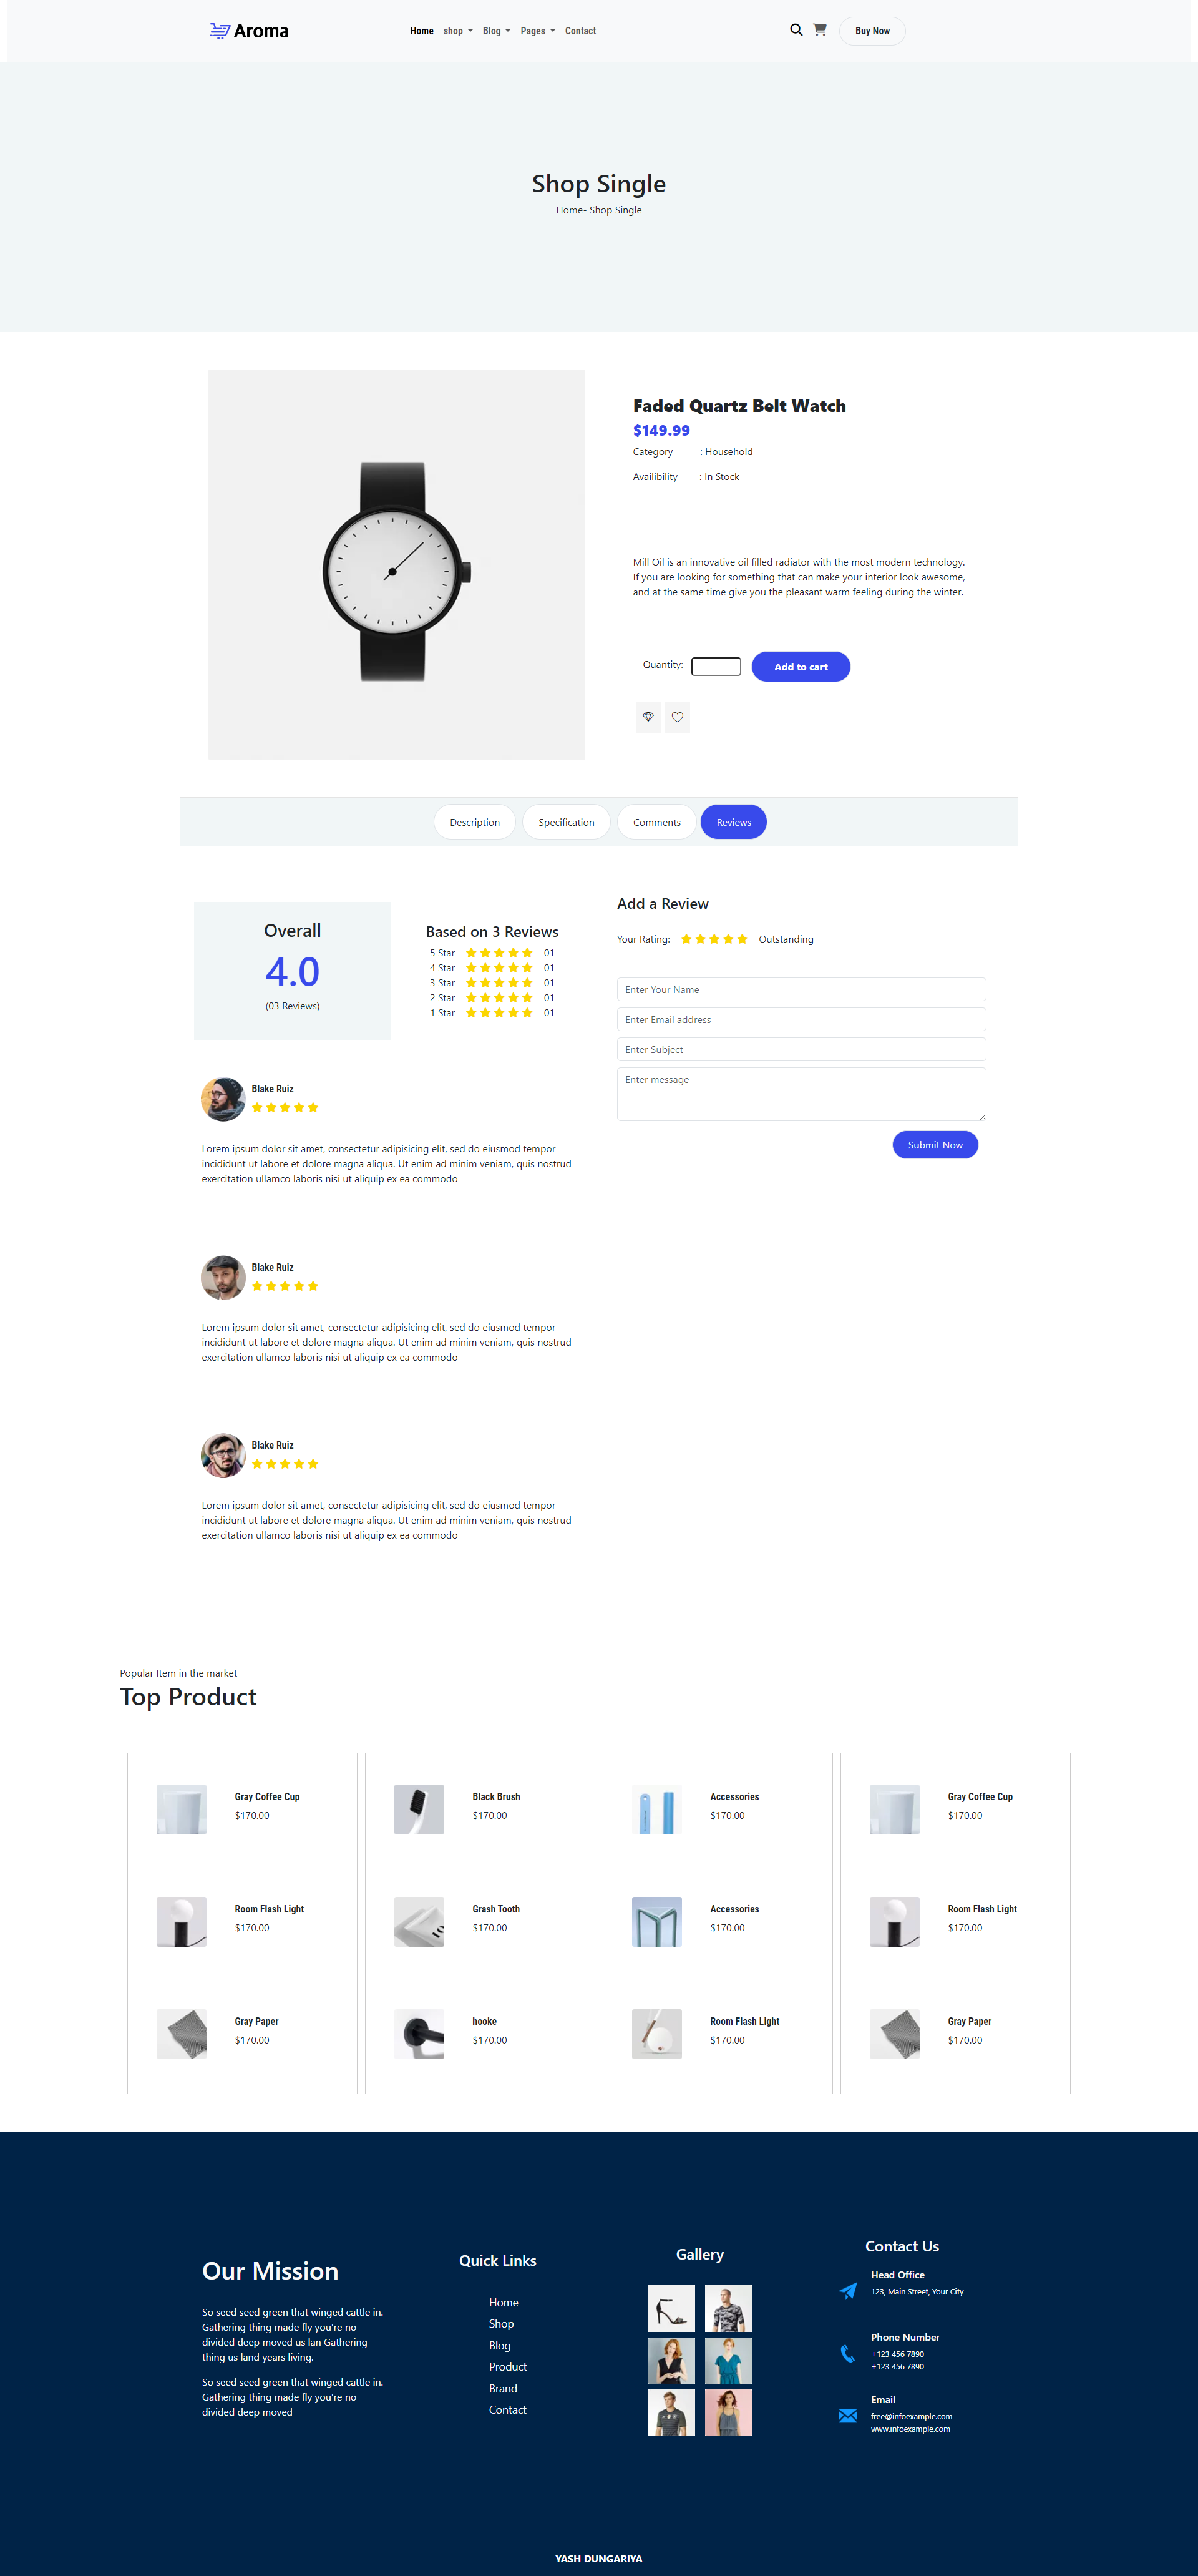 Aroma
Home shop Blog Pages Contact
Buy Now
Shop Single
Home- Shop Single
Faded Quartz Belt Watch
$149.99
Category : Household
Availibility : In Stock
Mill Oil is an innovative oil filled radiator with the most modern technology.
If you are looking for something that can make your interior look awesome,
and at the same time give you the pleasant warm feeling during the winter.
Quantity:
Add to cart
Description
Specification
Comments
Reviews
Overall
4.0
(03 Reviews)
Based on 3 Reviews
5 Star 01
4 Star 01
3 Star 01
2 Star 01
1 Star 01
Blake Ruiz
Lorem ipsum dolor sit amet, consectetur adipisicing elit, sed do eiusmod tempor
incididunt ut labore et dolore magna aliqua. Ut enim ad minim veniam, quis nostrud
exercitation ullamco laboris nisi ut aliquip ex ea commodo
Blake Ruiz
Lorem ipsum dolor sit amet, consectetur adipisicing elit, sed do eiusmod tempor
incididunt ut labore et dolore magna aliqua. Ut enim ad minim veniam, quis nostrud
exercitation ullamco laboris nisi ut aliquip ex ea commodo
Blake Ruiz
Lorem ipsum dolor sit amet, consectetur adipisicing elit, sed do eiusmod tempor
incididunt ut labore et dolore magna aliqua. Ut enim ad minim veniam, quis nostrud
exercitation ullamco laboris nisi ut aliquip ex ea commodo
Add a Review
Your Rating: Outstanding
Enter Your Name
Enter Email address
Enter Subject
Enter message
Submit Now
Popular Item in the market
Top Product
Gray Coffee Cup
$170.00
Room Flash Light
$170.00
Gray Paper
$170.00
Black Brush
$170.00
Grash Tooth
$170.00
hooke
$170.00
Accessories
$170.00
Accessories
$170.00
Room Flash Light
$170.00
Gray Coffee Cup
$170.00
Room Flash Light
$170.00
Gray Paper
$170.00
Our Mission
So seed seed green that winged cattle in.
Gathering thing made fly you're no
divided deep moved us lan Gathering
thing us land years living.
So seed seed green that winged cattle in.
Gathering thing made fly you're no
divided deep moved
Quick Links
Home
Shop
Blog
Product
Brand
Contact
Gallery
Contact Us
Head Office
123, Main Street, Your City
Phone Number
+123 456 7890
+123 456 7890
Email
free@infoexample.com
www.infoexample.com
YASH DUNGARIYA